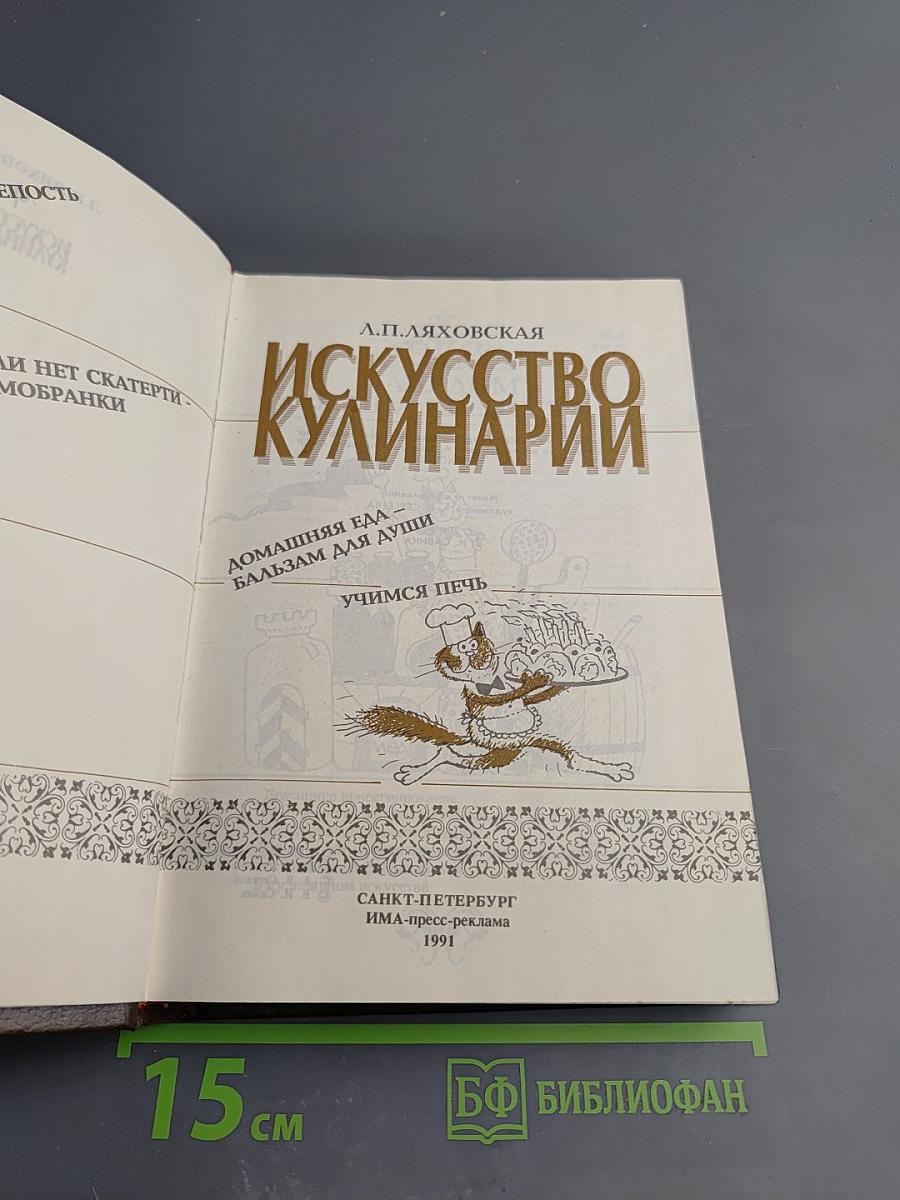 ЕПОСТЬ
ЛИ НЕТ СКАТЕРТИ -
МОБРАНКИ
Л.П.ЛЯХОВСКАЯ
ИСКУССТВО
КУЛИНАРИИ
ДОМАШНЯЯ ЕДА –
БАЛЬЗАМ ДЛЯ ДУШИ
УЧИМСЯ ПЕЧЬ
САНКТ-ПЕТЕРБУРГ
ИМА-пресс-реклама
1991
15 см
БФ БИБЛИОФАН